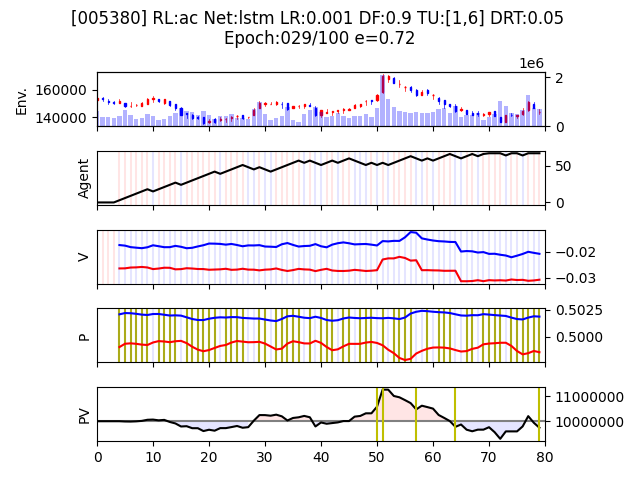 [005380] RL:ac Net:lstm LR:0.001 DF:0.9 TU:[1,6] DRT:0.05
Epoch:029/100 e=0.72
1e6
Env.
160000
140000
2
0
Agent
50
0
V
−0.02
−0.03
P
0.5025
0.5000
PV
11000000
10000000
0 10 20 30 40 50 60 70 80